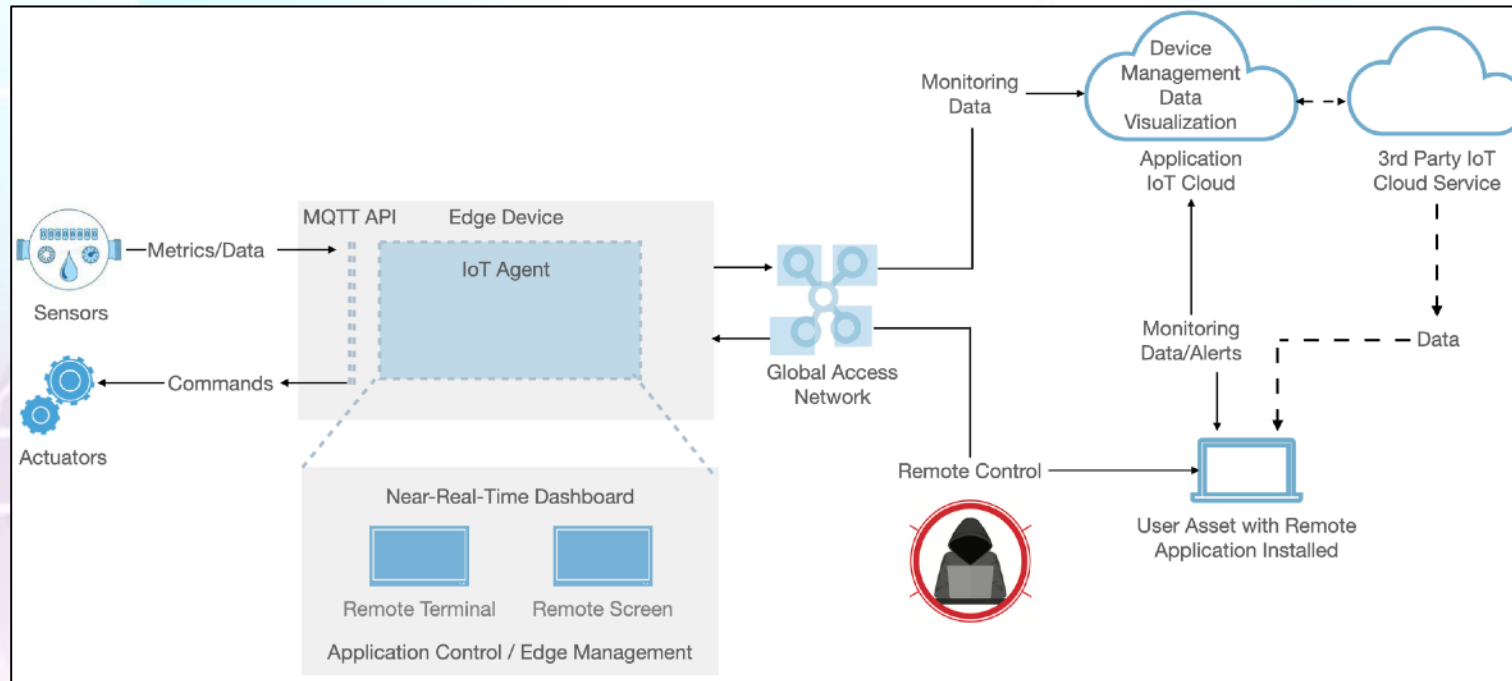 Monitoring
Data
Device
Management
Data
Visualization
Application
IoT Cloud
3rd Party IoT
Cloud Service
MQTT API
Edge Device
Metrics/Data
IoT Agent
Sensors
Commands
Actuators
Global Access
Network
Monitoring
Data/Alerts
Data
Remote Control
User Asset with Remote
Application Installed
Near-Real-Time Dashboard
Remote Terminal
Remote Screen
Application Control / Edge Management